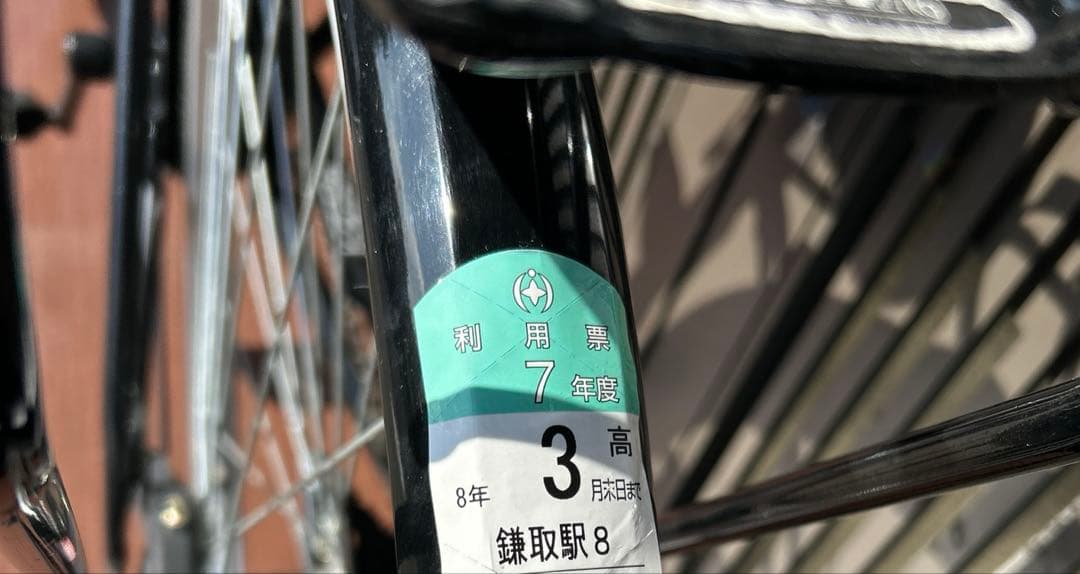 利用票
7年度
高
8年 3月末日まで
鎌取駅8